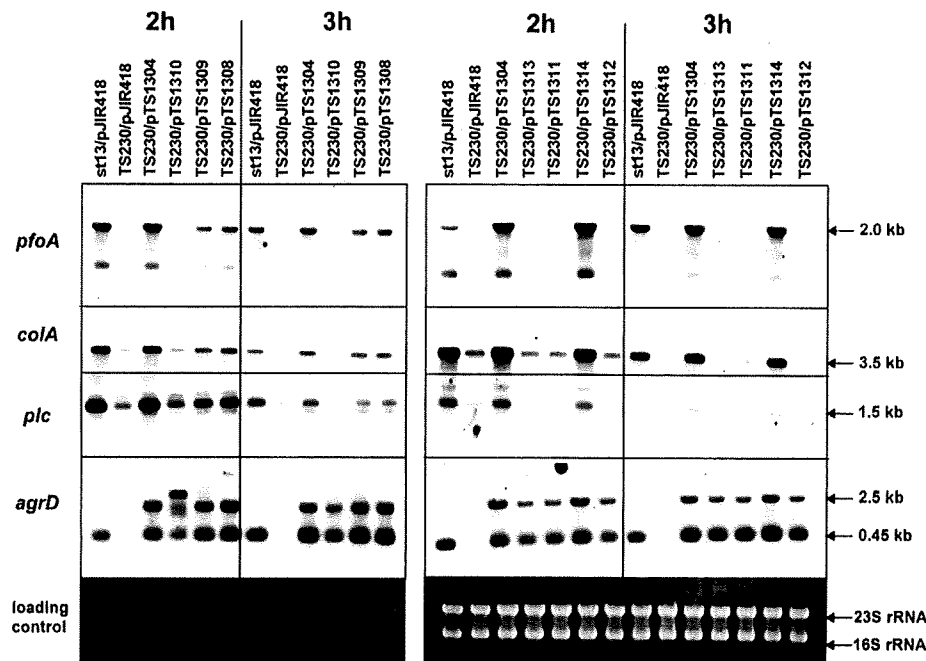 2h 3h 2h 3h
st13/pJIR418 TS230/pJIR418 TS230/pTS1304 TS230/pTS1310 TS230/pTS1309 TS230/pTS1308 st13/pJIR418 TS230/pJIR418 TS230/pTS1304 TS230/pTS1310 TS230/pTS1309 TS230/pTS1308 st13/pJIR418 TS230/pJIR418 TS230/pTS1304 TS230/pTS1313 TS230/pTS1311 TS230/pTS1314 TS230/pTS1312 st13/pJIR418 TS230/pJIR418 TS230/pTS1304 TS230/pTS1313 TS230/pTS1311 TS230/pTS1314 TS230/pTS1312
pfoA 2.0 kb
colA 3.5 kb
plc 1.5 kb
agrD 2.5 kb
0.45 kb
loading 23S rRNA
control 16S rRNA